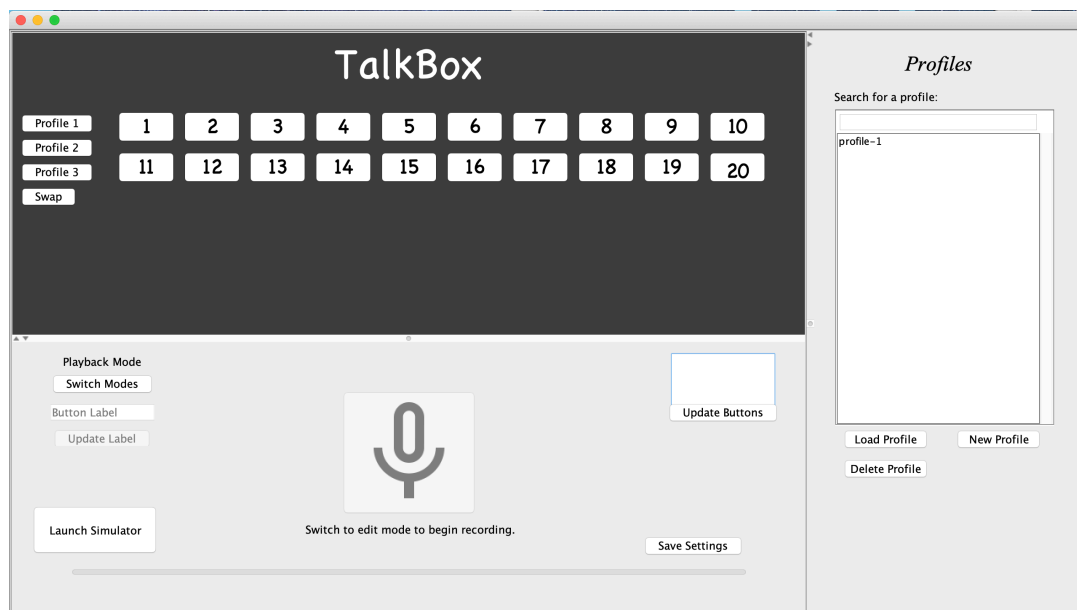 TalkBox
Profile 1
1 2 3 4 5 6 7 8 9 10
Profile 2
Profile 3
11 12 13 14 15 16 17 18 19 20
Swap
Playback Mode
Switch Modes
Button Label
Update Label
Launch Simulator
Switch to edit mode to begin recording.
Update Buttons
Save Settings
Profiles
Search for a profile:
profile-1
Load Profile
New Profile
Delete Profile